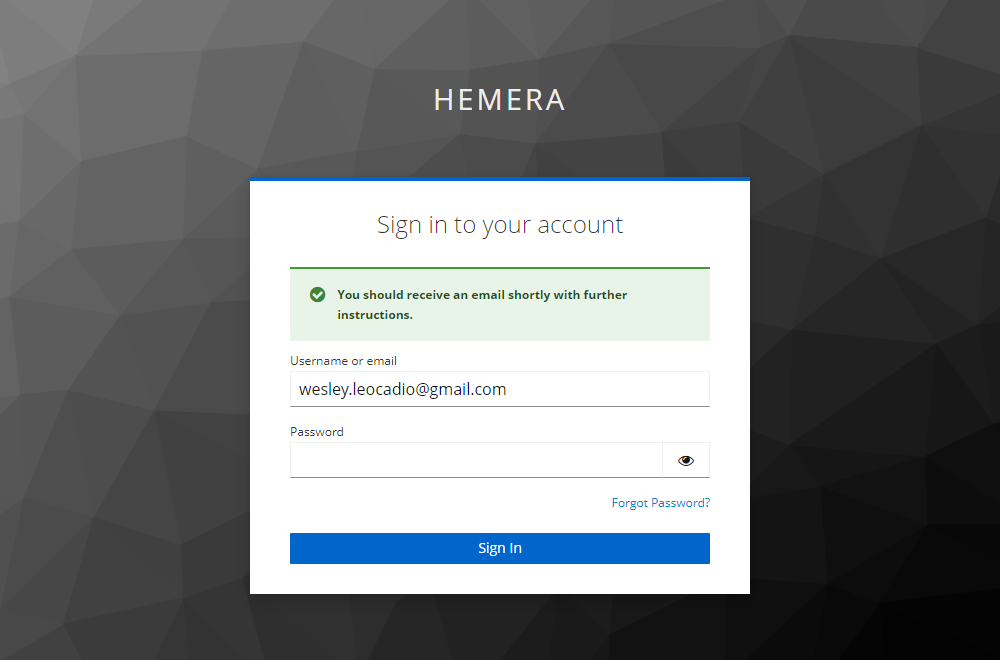 HEMERA
Sign in to your account
You should receive an email shortly with further
instructions.
Username or email
wesley.leocadio@gmail.com
Password
Forgot Password?
Sign In